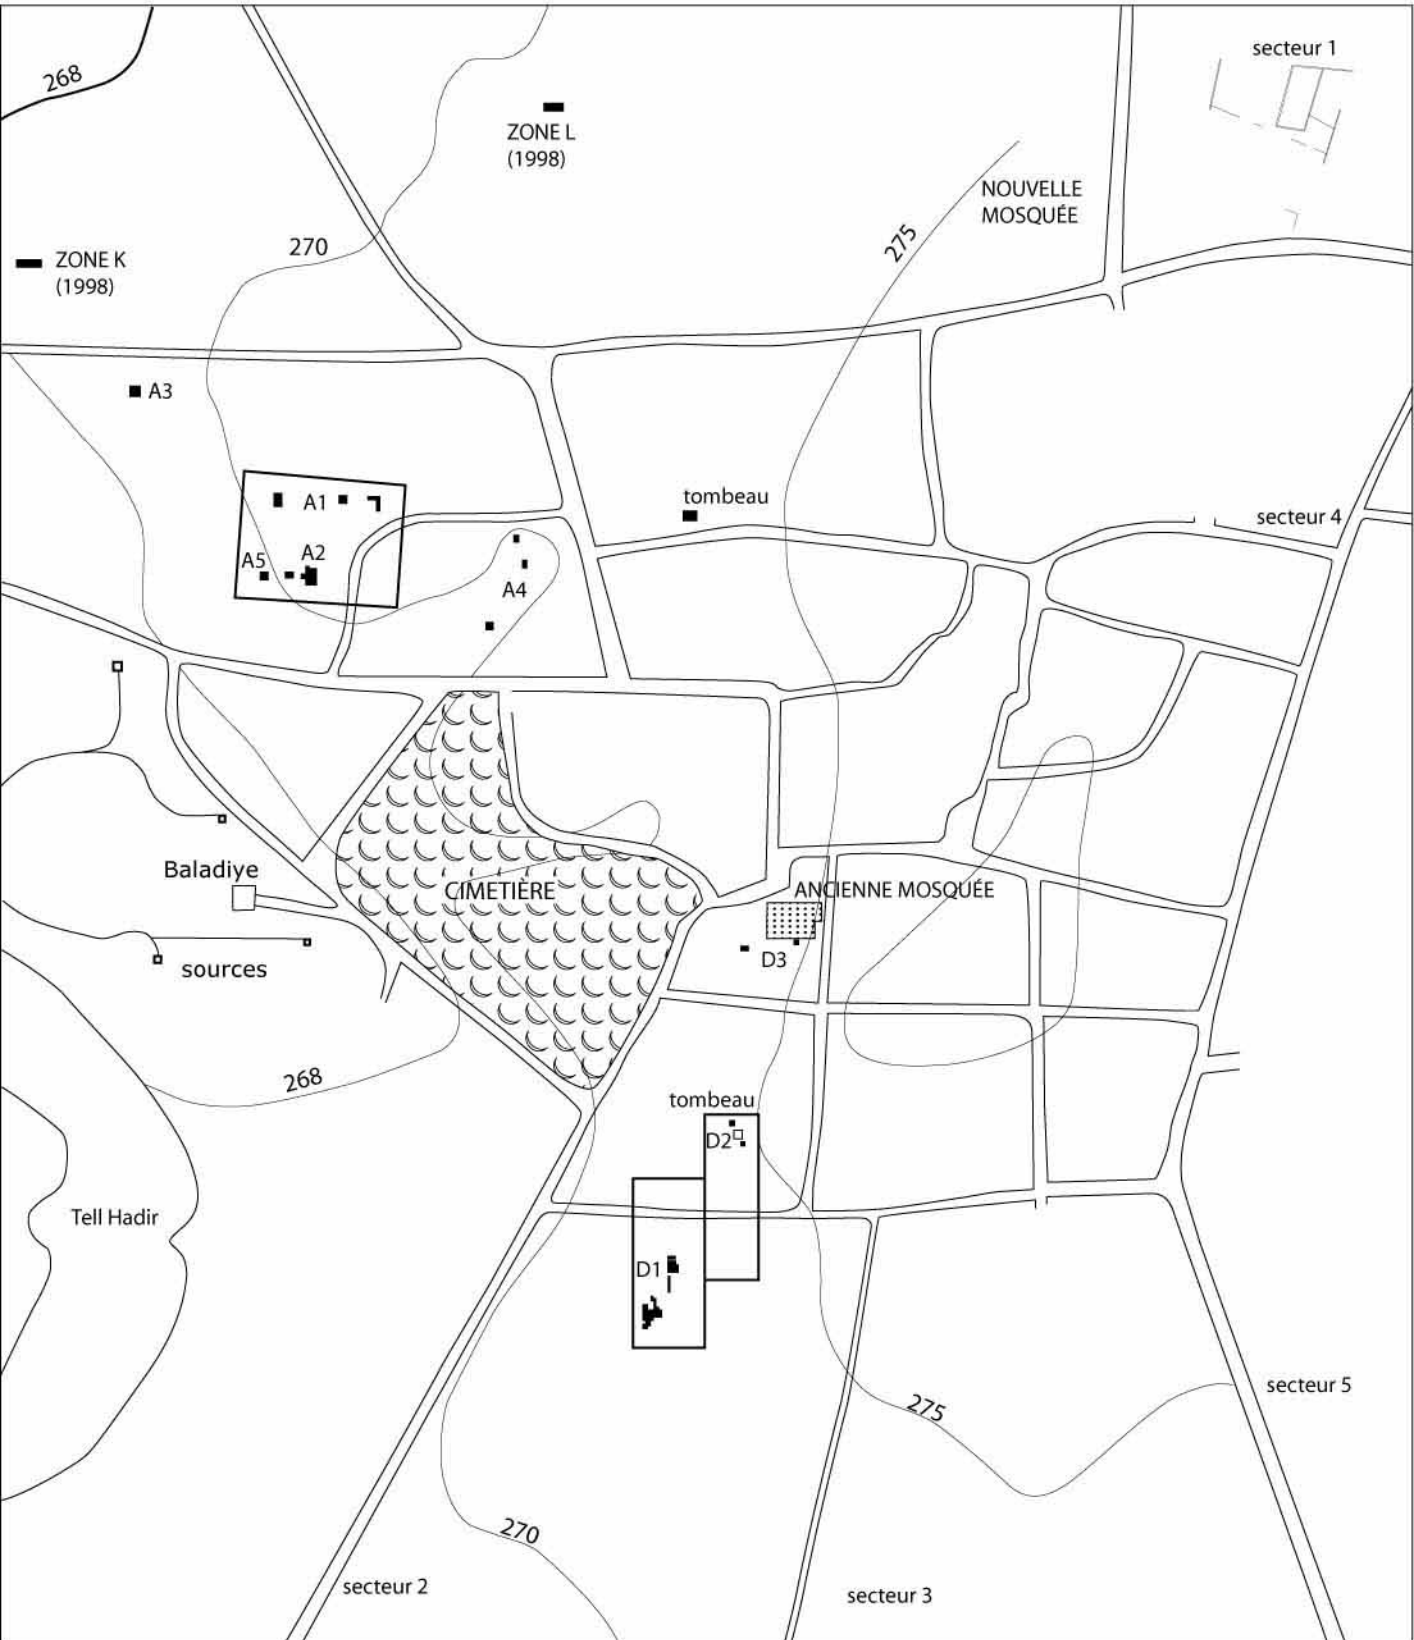 secteur 1
268
ZONE L
(1998)
NOUVELLE
MOSQUÉE
275
270
ZONE K
(1998)
A3
A1
tombeau
secteur 4
A2
A5
A4
Baladiye
CIMETIÈRE
ANCIENNE MOSQUÉE
D3
sources
268
tombeau
D2
Tell Hadir
D1
secteur 5
275
270
secteur 2
secteur 3